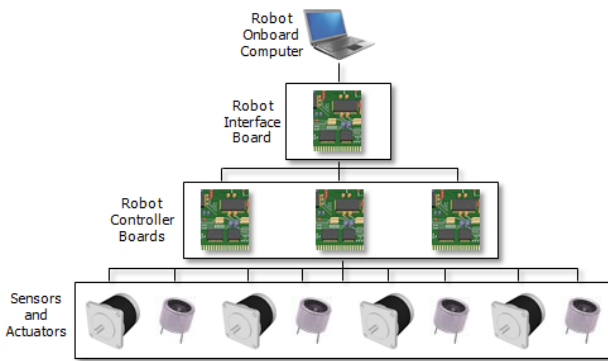 Robot
Onboard
Computer
Robot
Interface
Board
Robot
Controller
Boards
Sensors
and
Actuators